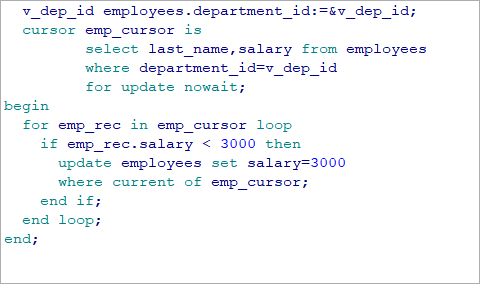 v_dep_id employees.department_id:=&v_dep_id;
cursor emp_cursor is
select last_name,salary from employees
where department_id=v_dep_id
for update nowait;
begin
for emp_rec in emp_cursor loop
if emp_rec.salary < 3000 then
update employees set salary=3000
where current of emp_cursor;
end if;
end loop;
end;